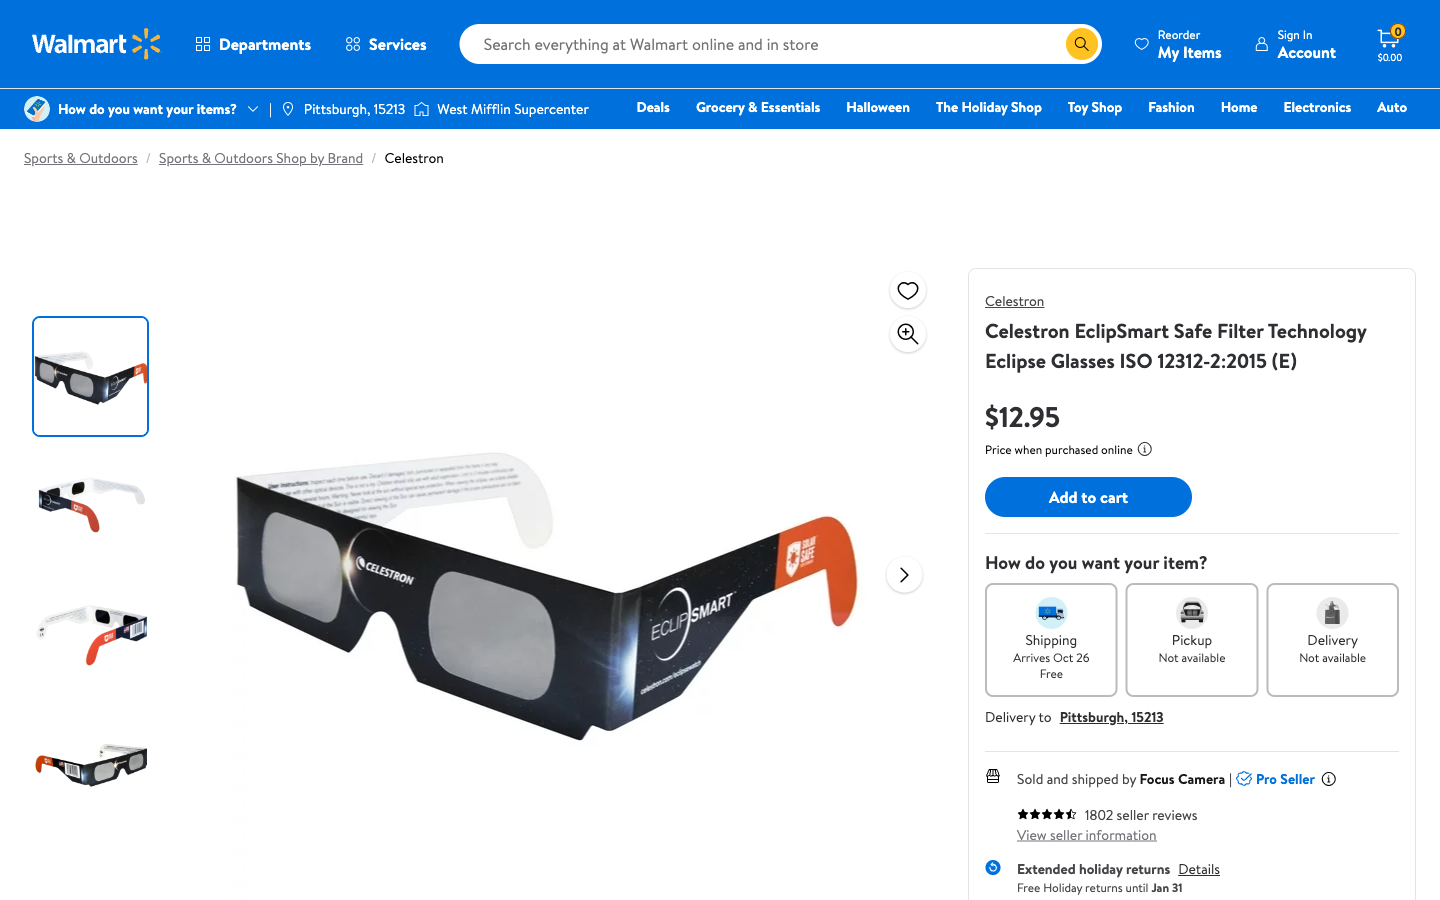 Walmart
Departments
Services
Search everything at Walmart online and in store
Reorder
My Items
Sign In
Account
0
$0.00
How do you want your items?
|
Pittsburgh, 15213
West Mifflin Supercenter
Deals
Grocery & Essentials
Halloween
The Holiday Shop
Toy Shop
Fashion
Home
Electronics
Auto
Sports & Outdoors / Sports & Outdoors Shop by Brand / Celestron
CELESTRON
ECLIPSMART
celestron.com/eclipsewatch
SOLAR
SAFE
Celestron
Celestron EclipSmart Safe Filter Technology
Eclipse Glasses ISO 12312-2:2015 (E)
$12.95
Price when purchased online
Add to cart
How do you want your item?
Shipping
Arrives Oct 26
Free
Pickup
Not available
Delivery
Not available
Delivery to Pittsburgh, 15213
Sold and shipped by Focus Camera | Pro Seller
1802 seller reviews
View seller information
Extended holiday returns Details
Free Holiday returns until Jan 31